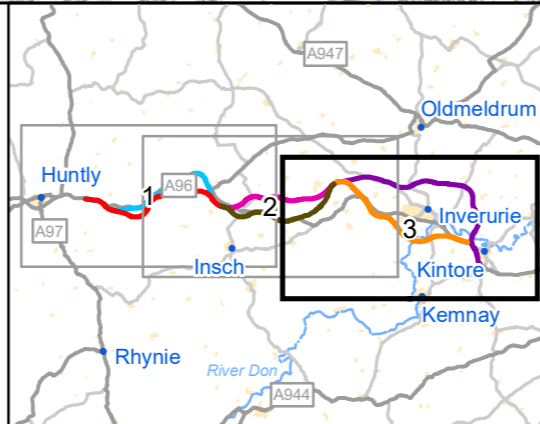 A947
Oldmeldrum
Huntly
1
A96
2
Inverurie
A97
3
Insch
Kintore
Kemnay
Rhynie
River Don
A944